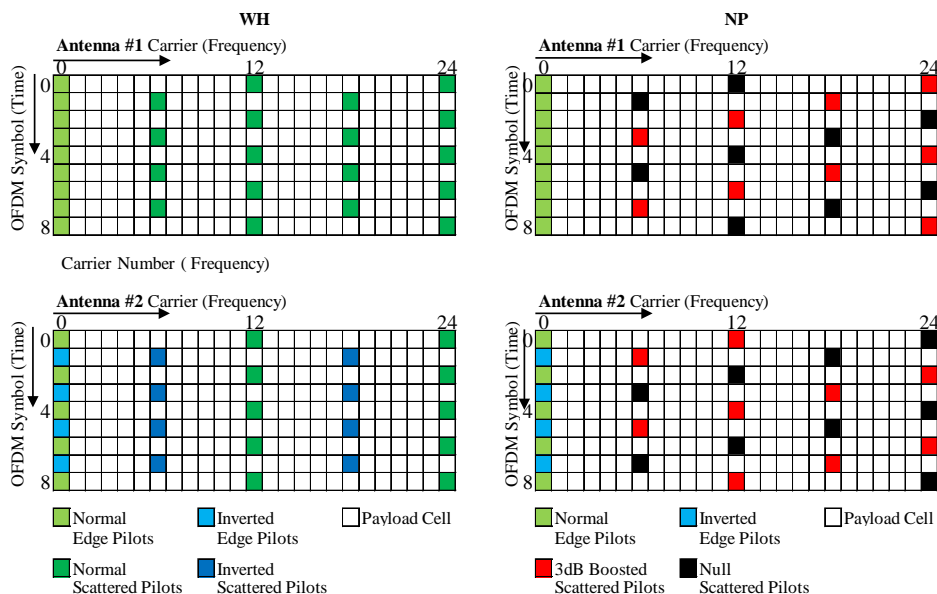 WH
NP
Antenna #1 Carrier (Frequency)
0 12 24
OFDM Symbol (Time)
0
4
8
Carrier Number ( Frequency)
Antenna #1 Carrier (Frequency)
0 12 24
OFDM Symbol (Time)
0
4
8
Antenna #2 Carrier (Frequency)
0 12 24
OFDM Symbol (Time)
0
4
8
Antenna #2 Carrier (Frequency)
0 12 24
OFDM Symbol (Time)
0
4
8
Normal
Edge Pilots
Inverted
Edge Pilots
Payload Cell
Normal
Scattered Pilots
Inverted
Scattered Pilots
Normal
Edge Pilots
Inverted
Edge Pilots
Payload Cell
3dB Boosted
Scattered Pilots
Null
Scattered Pilots